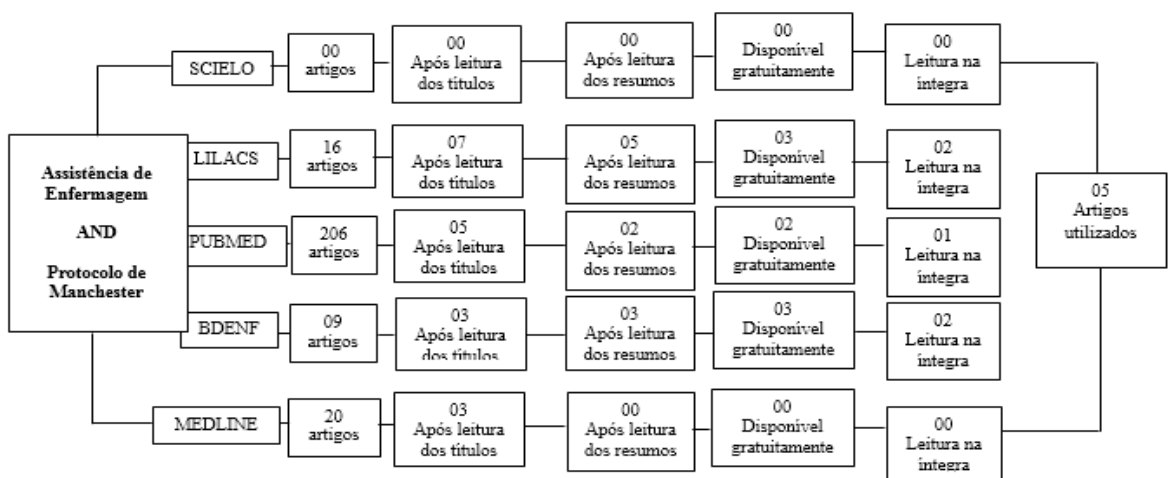 Assistência de
Enfermagem
AND
Protocolo de
Manchester
SCIELO
00
artigos
00
Após leitura
dos títulos
00
Após leitura
dos resumos
00
Disponível
gratuitamente
00
Leitura na
íntegra
LILACS
16
artigos
07
Após leitura
dos títulos
05
Após leitura
dos resumos
03
Disponível
gratuitamente
02
Leitura na
íntegra
PUBMED
206
artigos
05
Após leitura
dos títulos
02
Após leitura
dos resumos
02
Disponível
gratuitamente
01
Leitura na
íntegra
BDENF
09
artigos
03
Após leitura
dos títulos
03
Após leitura
dos resumos
03
Disponível
gratuitamente
02
Leitura na
íntegra
MEDLINE
20
artigos
03
Após leitura
dos títulos
00
Após leitura
dos resumos
00
Disponível
gratuitamente
00
Leitura na
íntegra
05
Artigos
utilizados